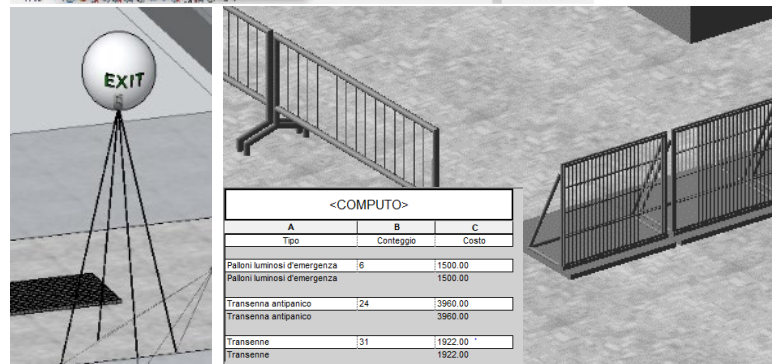 EXIT
<COMPUTO>
A B C
Tipo Conteggio Costo
Palloni luminosi d'emergenza 6 1500.00
Palloni luminosi d'emergenza 1500.00
Transenna antipanico 24 3960.00
Transenna antipanico 3960.00
Transenne 31 1922.00
Transenne 1922.00